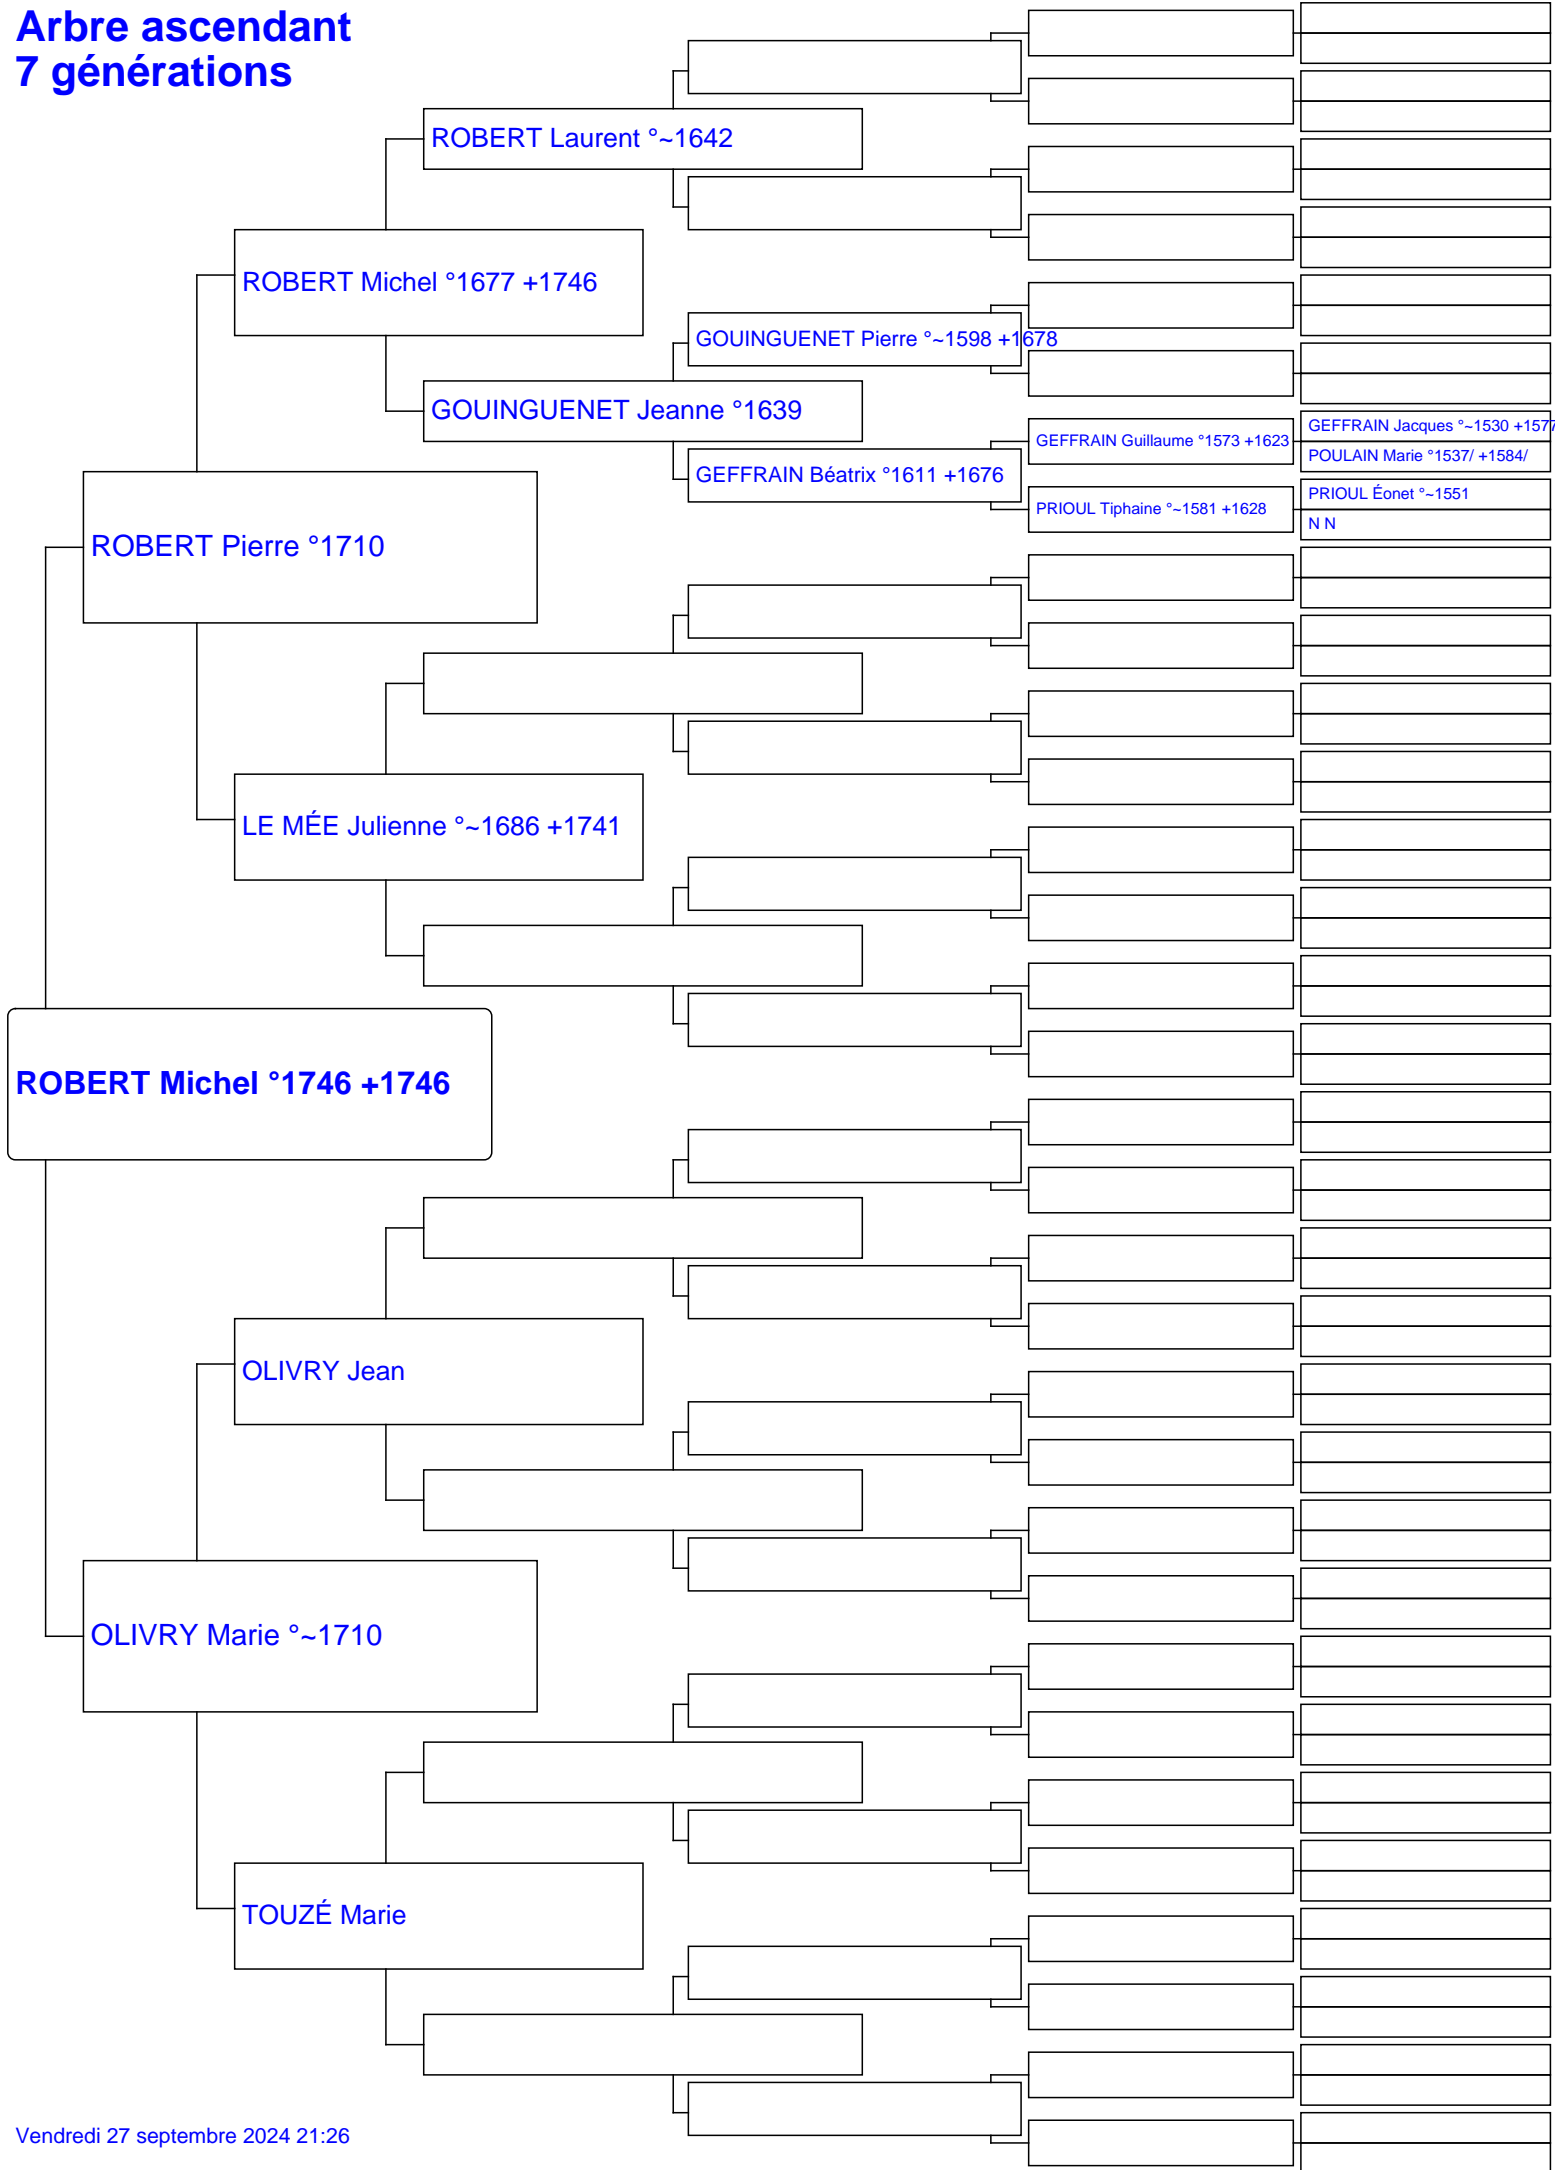 Arbre ascendant
7 générations
ROBERT Laurent °~1642
ROBERT Michel °1677 +1746
GOUINGUENET Pierre °~1598 +1678
GOUINGUENET Jeanne °1639
GEFFRAIN Jacques °~1530 +1577
GEFFRAIN Guillaume °1573 +1623
POULAIN Marie °1537/ +1584/
GEFFRAIN Béatrix °1611 +1676
PRIOUL Éonet °~1551
PRIOUL Tiphaine °~1581 +1628
N N
ROBERT Pierre °1710
LE MÉE Julienne °~1686 +1741
ROBERT Michel °1746 +1746
OLIVRY Jean
OLIVRY Marie °~1710
TOUZÉ Marie
Vendredi 27 septembre 2024 21:26